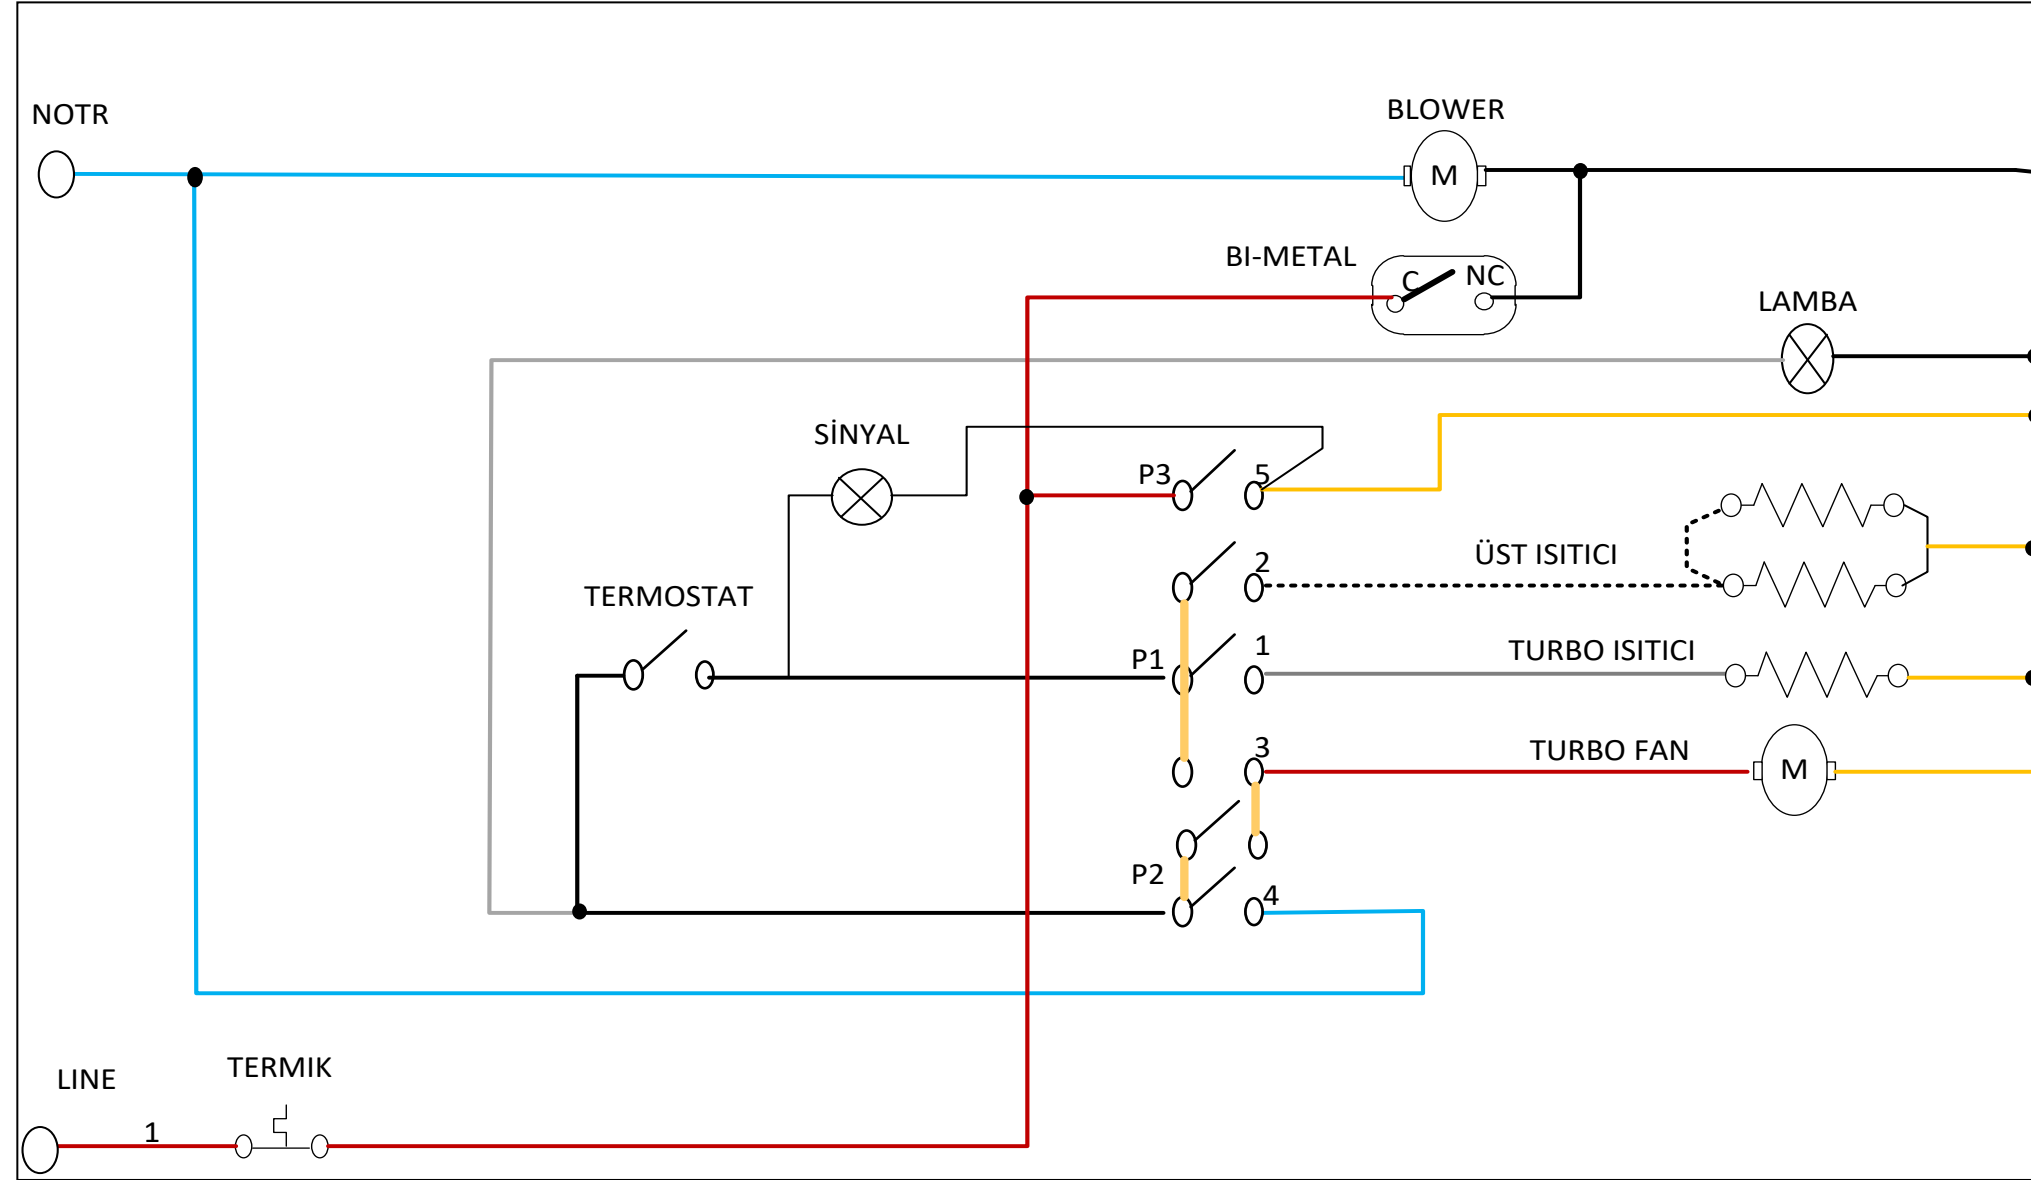 NOTR
BLOWER
M
BI-METAL
C
NC
LAMBA
SİNYAL
P3
5
2
ÜST ISITICI
TERMOSTAT
P1
1
TURBO ISITICI
3
TURBO FAN
M
P2
4
LINE
TERMIK
1